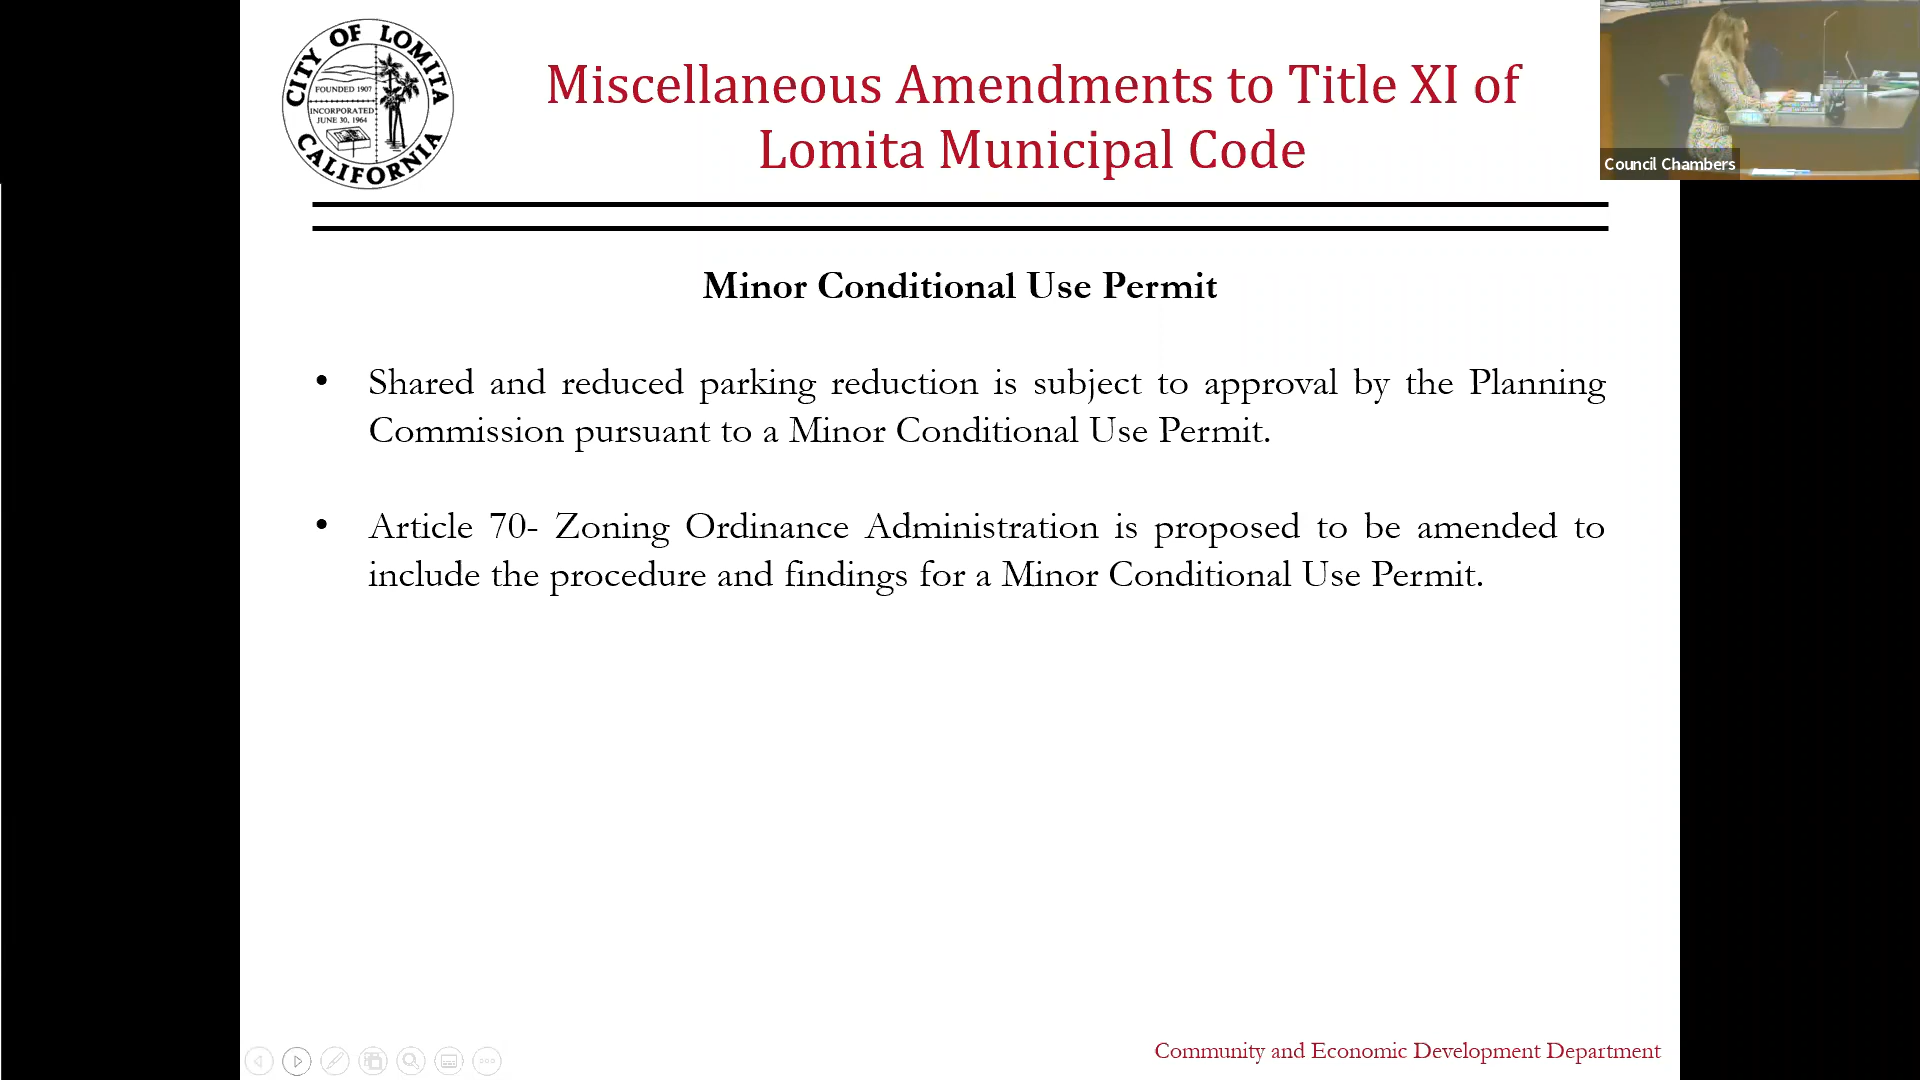 CITY OF LOMITA
FOUNDED 1907
INCORPORATED
JUNE 30, 1964
CALIFORNIA
Miscellaneous Amendments to Title XI of
Lomita Municipal Code
Council Chambers
Minor Conditional Use Permit
• Shared and reduced parking reduction is subject to approval by the Planning
Commission pursuant to a Minor Conditional Use Permit.
• Article 70- Zoning Ordinance Administration is proposed to be amended to
include the procedure and findings for a Minor Conditional Use Permit.
Community and Economic Development Department